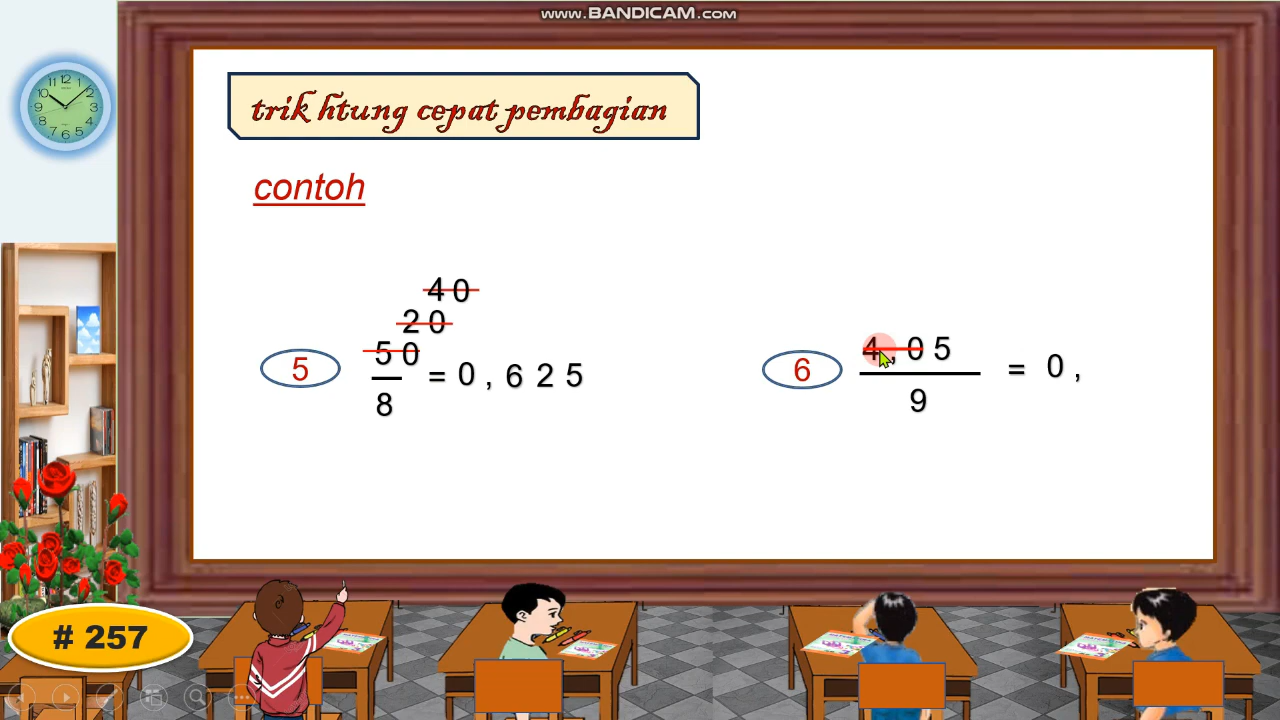 www.BANDICAM.com
trik htung cepat pembagian
contoh
4 0
2 0
5 0
5
8
= 0 , 6 2 5
4 , 0 5
6
9
= 0 ,
# 257